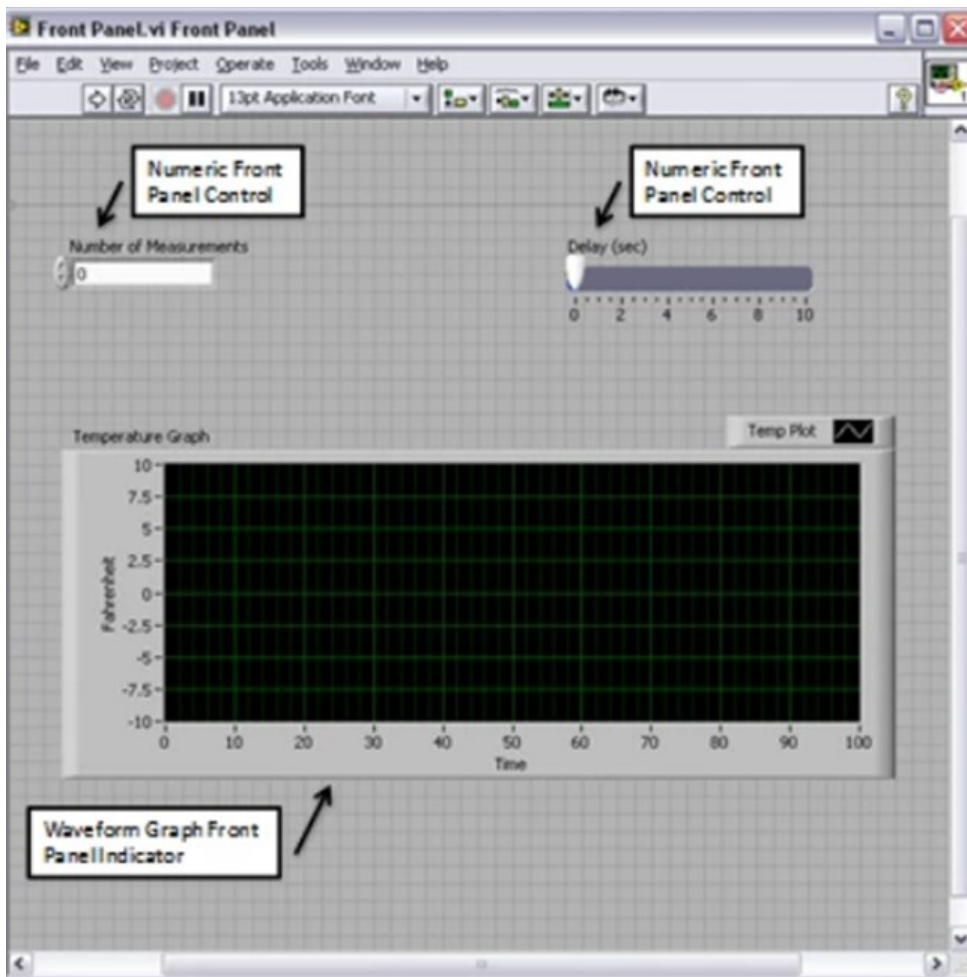 Front Panel.vi Front Panel
File Edit View Project Operate Tools Window Help
13pt Application Font
Numeric Front
Panel Control
Numeric Front
Panel Control
Number of Measurements
0
Delay (sec)
0 2 4 6 8 10
Temperature Graph
Temp Plot
10
7.5
5
2.5
0
-2.5
-5
-7.5
-10
Fahrenheit
0 10 20 30 40 50 60 70 80 90 100
Time
Waveform Graph Front
Panel Indicator